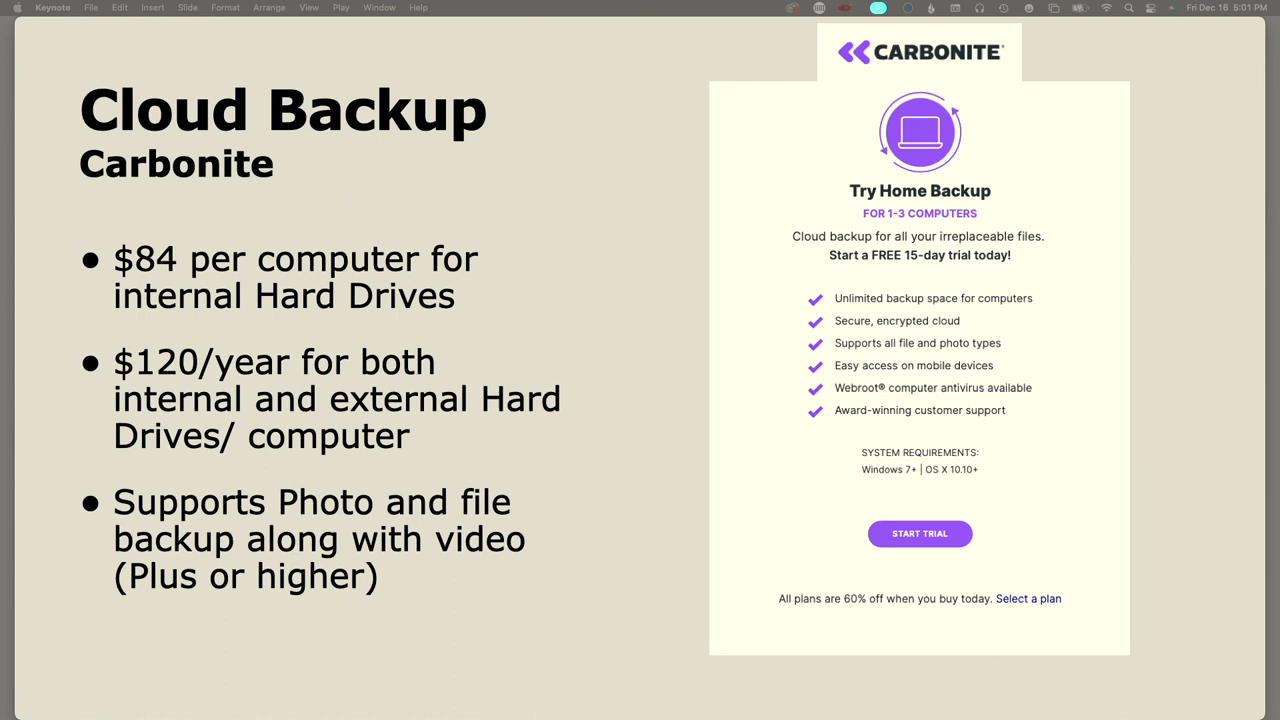 Keynote File Edit Insert Slide Format Arrange View Play Window Help Fri Dec 16 5:01 PM
Cloud Backup
Carbonite
• $84 per computer for
internal Hard Drives
• $120/year for both
internal and external Hard
Drives/ computer
• Supports Photo and file
backup along with video
(Plus or higher)
CARBONITE®
Try Home Backup
FOR 1-3 COMPUTERS
Cloud backup for all your irreplaceable files.
Start a FREE 15-day trial today!
Unlimited backup space for computers
Secure, encrypted cloud
Supports all file and photo types
Easy access on mobile devices
Webroot® computer antivirus available
Award-winning customer support
SYSTEM REQUIREMENTS:
Windows 7+ | OS X 10.10+
START TRIAL
All plans are 60% off when you buy today. Select a plan